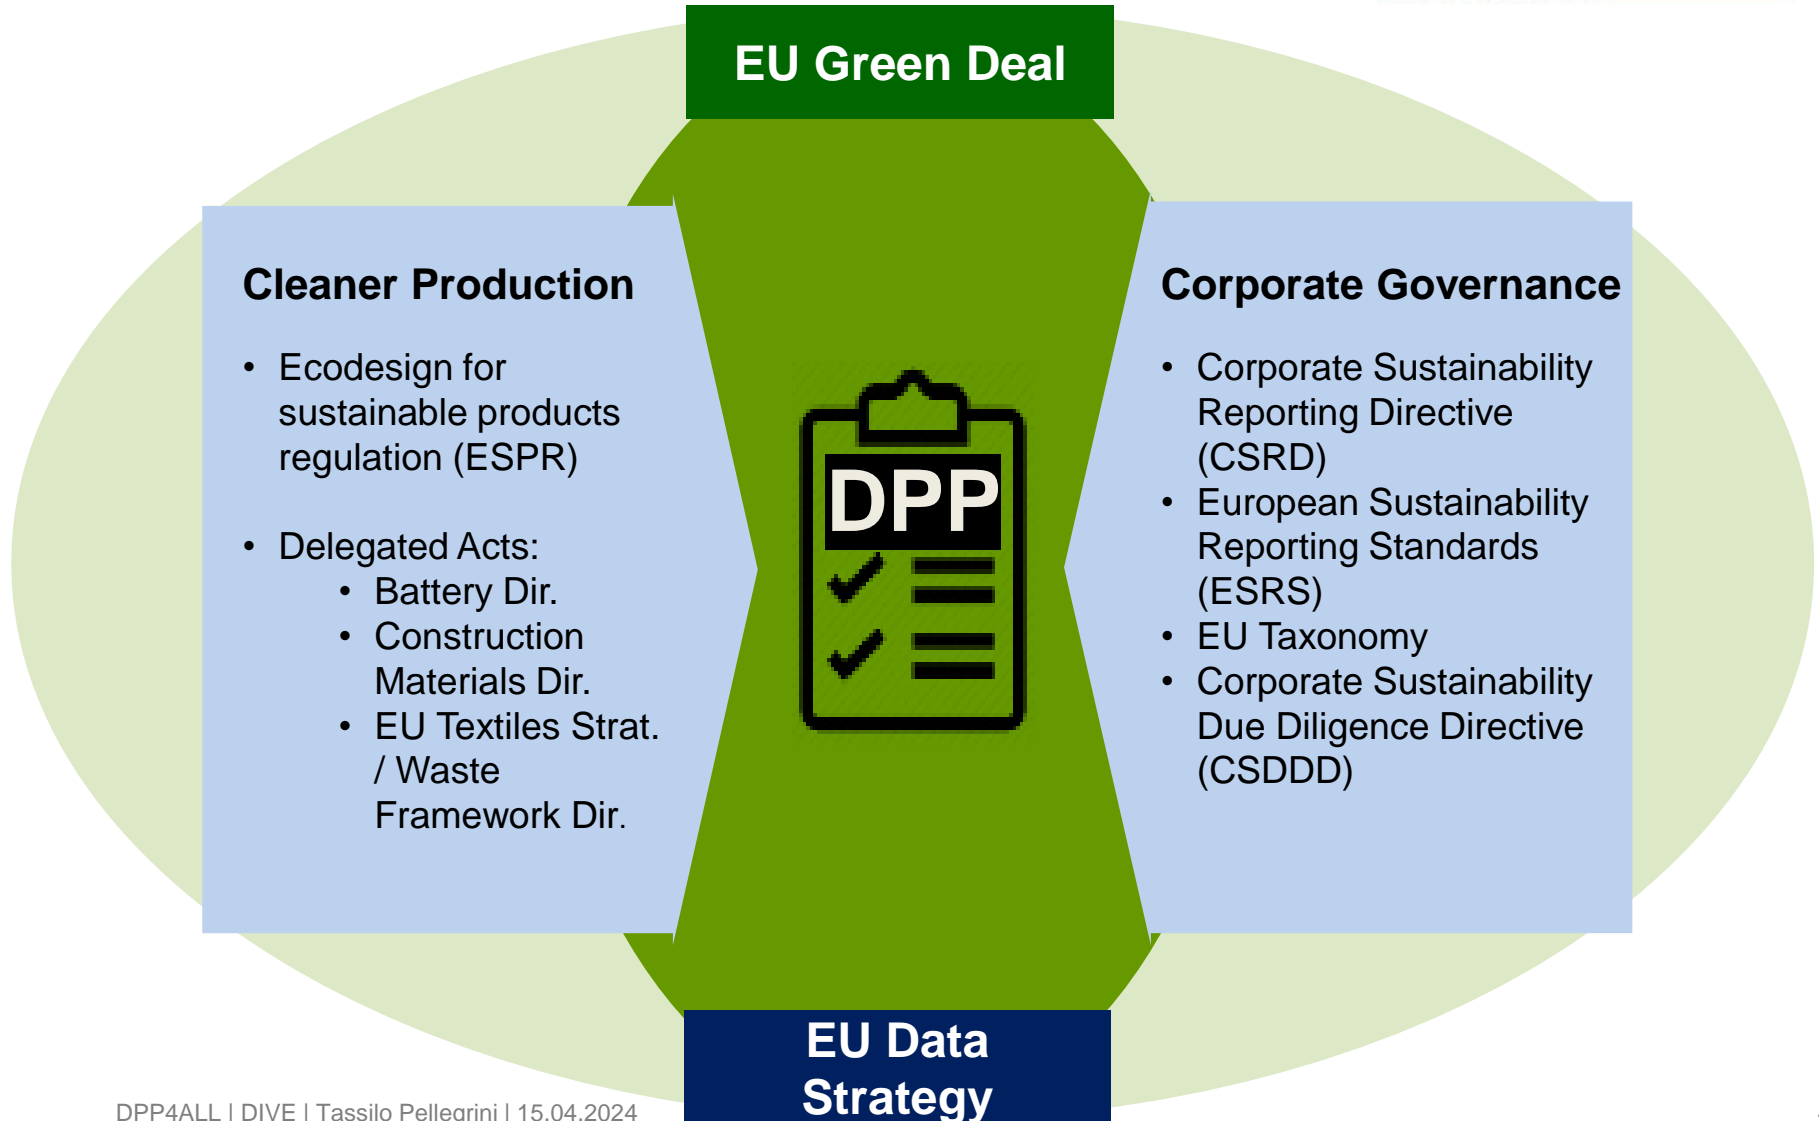 EU Green Deal
Cleaner Production
• Ecodesign for
sustainable products
regulation (ESPR)
• Delegated Acts:
• Battery Dir.
• Construction
Materials Dir.
• EU Textiles Strat.
/ Waste
Framework Dir.
DPP
Corporate Governance
• Corporate Sustainability
Reporting Directive
(CSRD)
• European Sustainability
Reporting Standards
(ESRS)
• EU Taxonomy
• Corporate Sustainability
Due Diligence Directive
(CSDDD)
EU Data
Strategy
DPP4ALL | DIVE | Tassilo Pellegrini | 15.04.2024